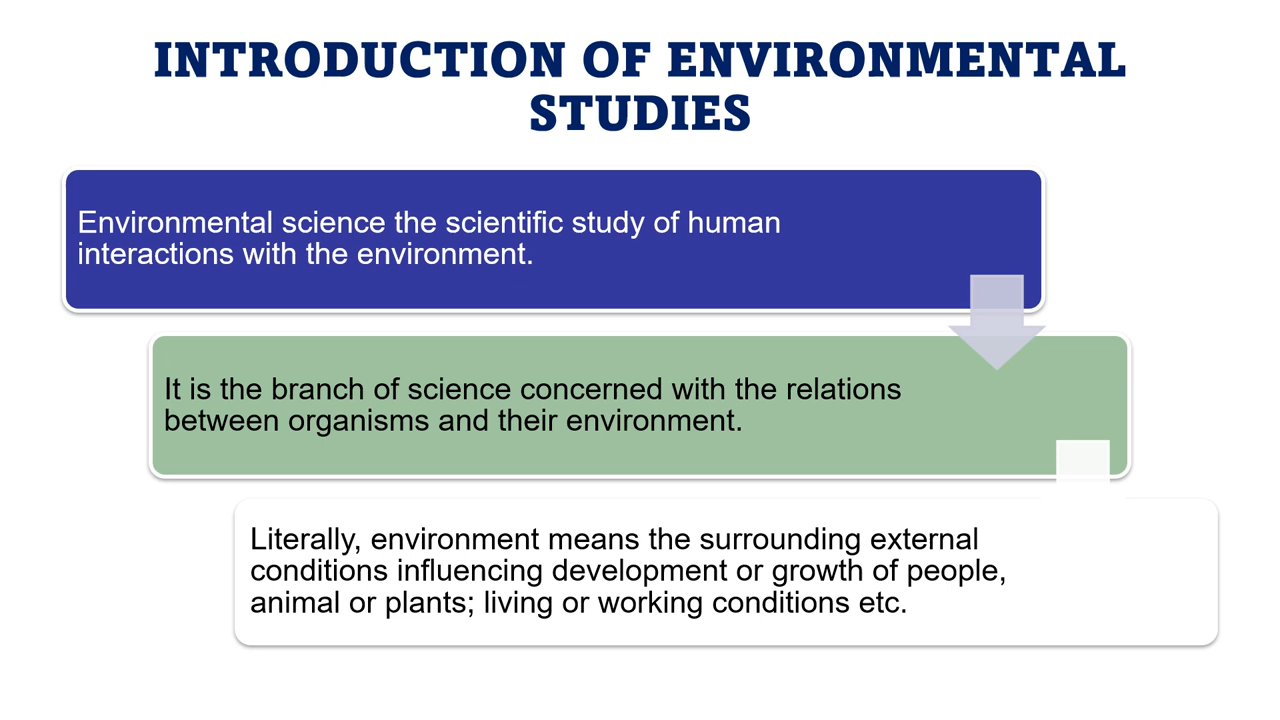 INTRODUCTION OF ENVIRONMENTAL
STUDIES
Environmental science the scientific study of human
interactions with the environment.
It is the branch of science concerned with the relations
between organisms and their environment.
Literally, environment means the surrounding external
conditions influencing development or growth of people,
animal or plants; living or working conditions etc.